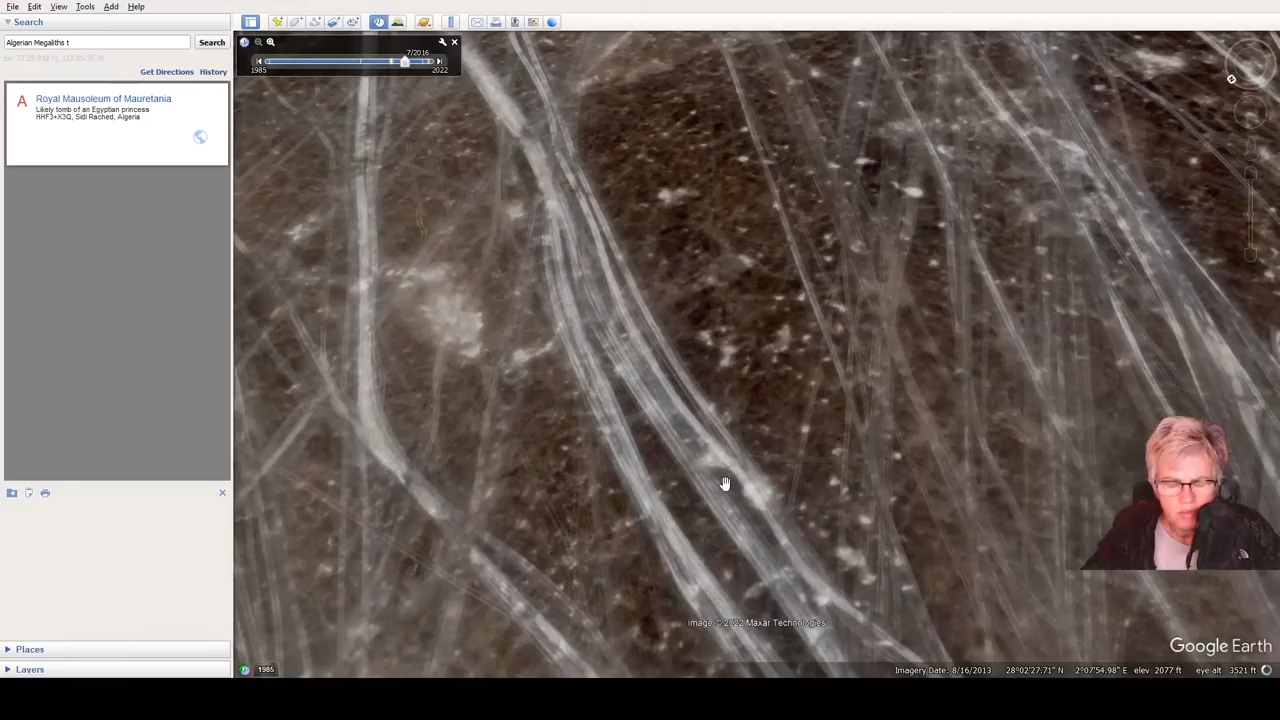 File Edit View Tools Add Help
Search
Algerian Megaliths t
Search
Get Directions History
A Royal Mausoleum of Mauretania
Likely tomb of an Egyptian princess
HHF3+X3Q, Sidi Rached, Algeria
Places
Layers
7/2016
1985 2022
Image © 2022 Maxar Technologies
Google Earth
1985
Imagery Date: 8/16/2013 28°02'27.71" N 2°07'54.98" E elev 2077 ft eye alt 3521 ft